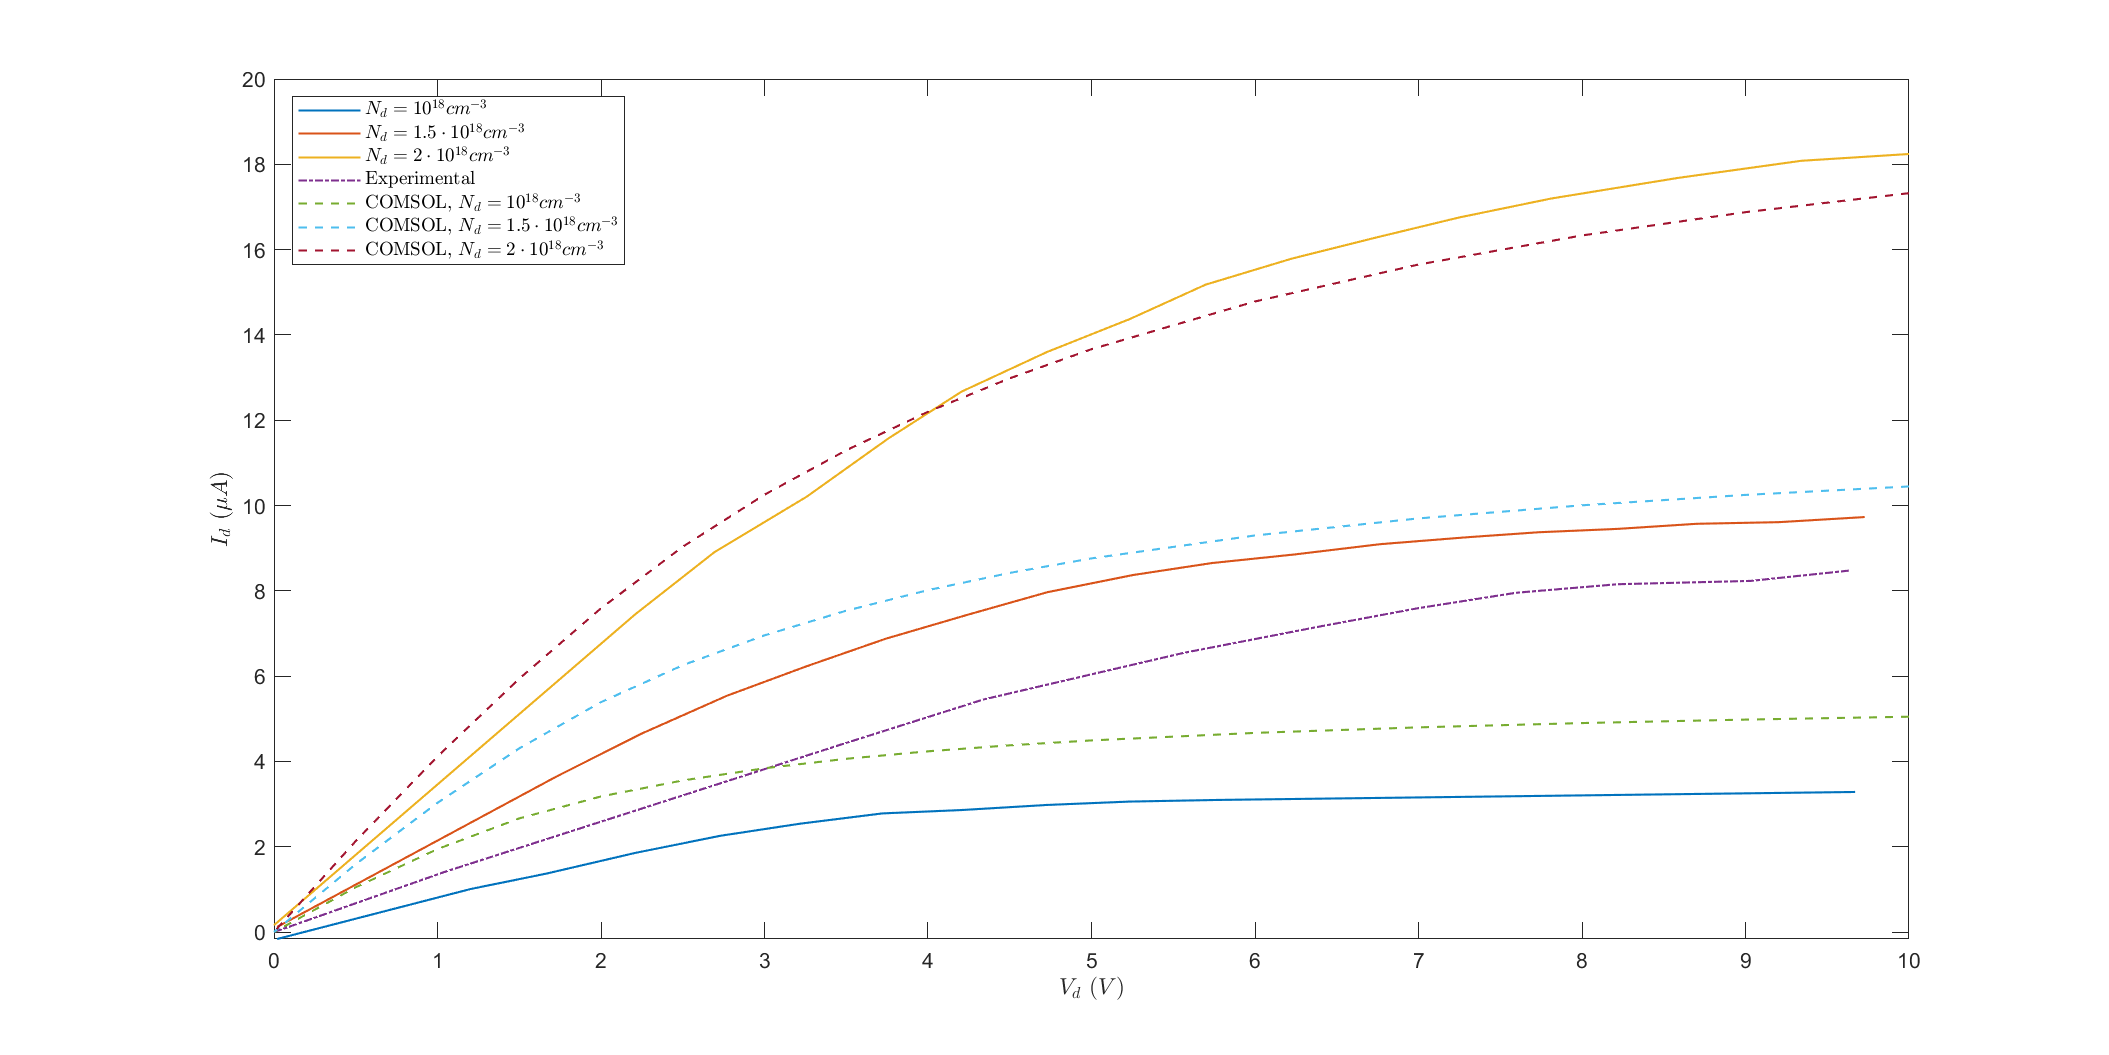 20
18
16
14
12
10
8
6
4
2
0
I_d (μA)
N_d = 10^18 cm^−3
N_d = 1.5 · 10^18 cm^−3
N_d = 2 · 10^18 cm^−3
Experimental
COMSOL, N_d = 10^18 cm^−3
COMSOL, N_d = 1.5 · 10^18 cm^−3
COMSOL, N_d = 2 · 10^18 cm^−3
0 1 2 3 4 5 6 7 8 9 10
V_d (V)